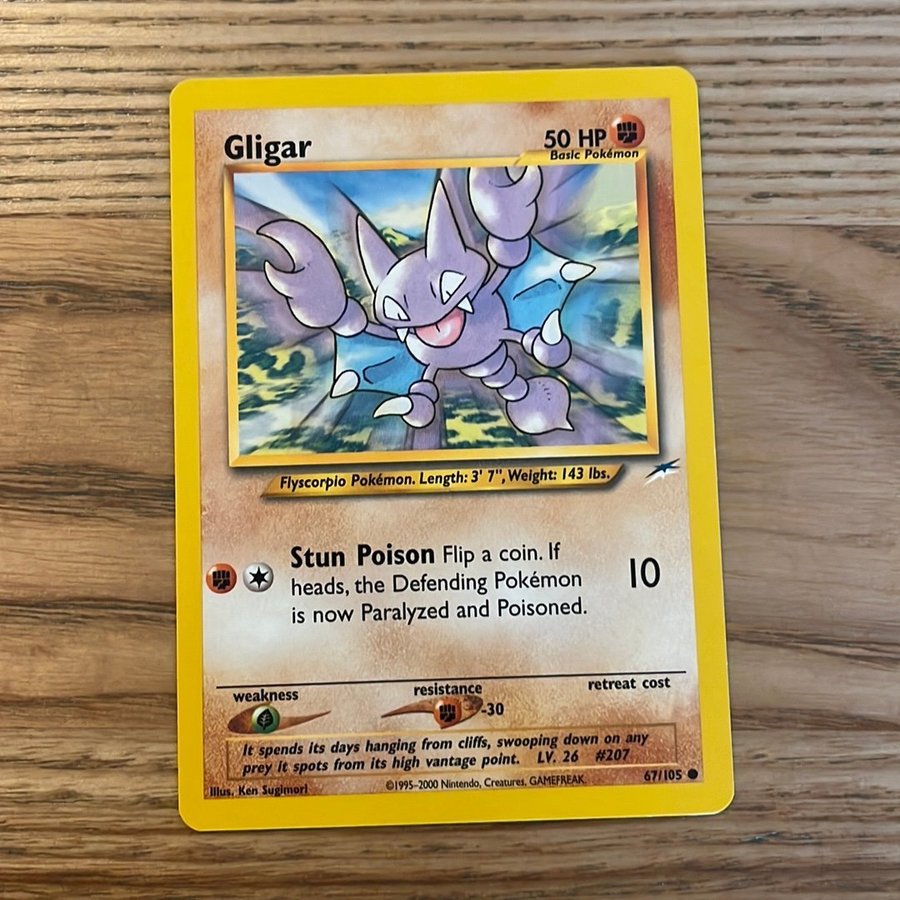 Gligar
50 HP
Basic Pokémon
Flyscorpio Pokémon. Length: 3' 7", Weight: 143 lbs.
Stun Poison Flip a coin. If
heads, the Defending Pokémon
is now Paralyzed and Poisoned.
10
weakness
resistance
retreat cost
-30
It spends its days hanging from cliffs, swooping down on any
prey it spots from its high vantage point. LV. 26 #207
Illus. Ken Sugimori
©1995–2000 Nintendo, Creatures, GAMEFREAK.
67/105